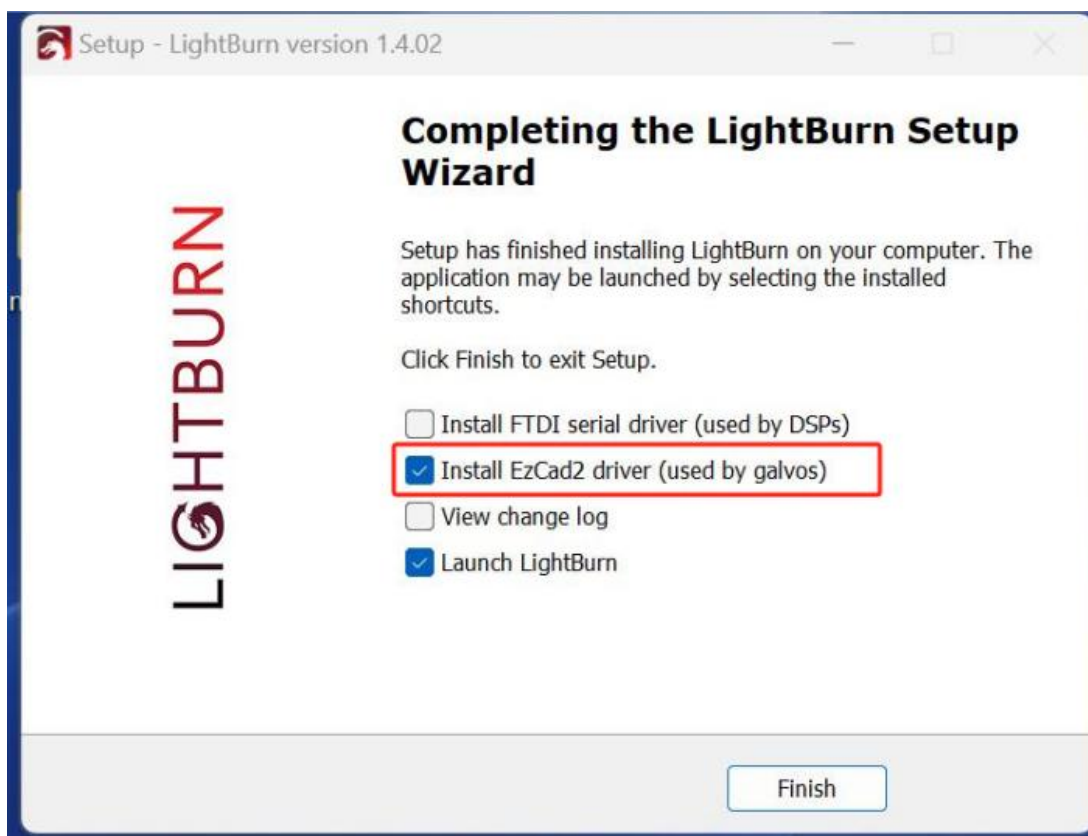 Setup - LightBurn version 1.4.02
Completing the LightBurn Setup
Wizard
LIGHTBURN
Setup has finished installing LightBurn on your computer. The
application may be launched by selecting the installed
shortcuts.
Click Finish to exit Setup.
Install FTDI serial driver (used by DSPs)
Install EzCad2 driver (used by galvos)
View change log
Launch LightBurn
Finish